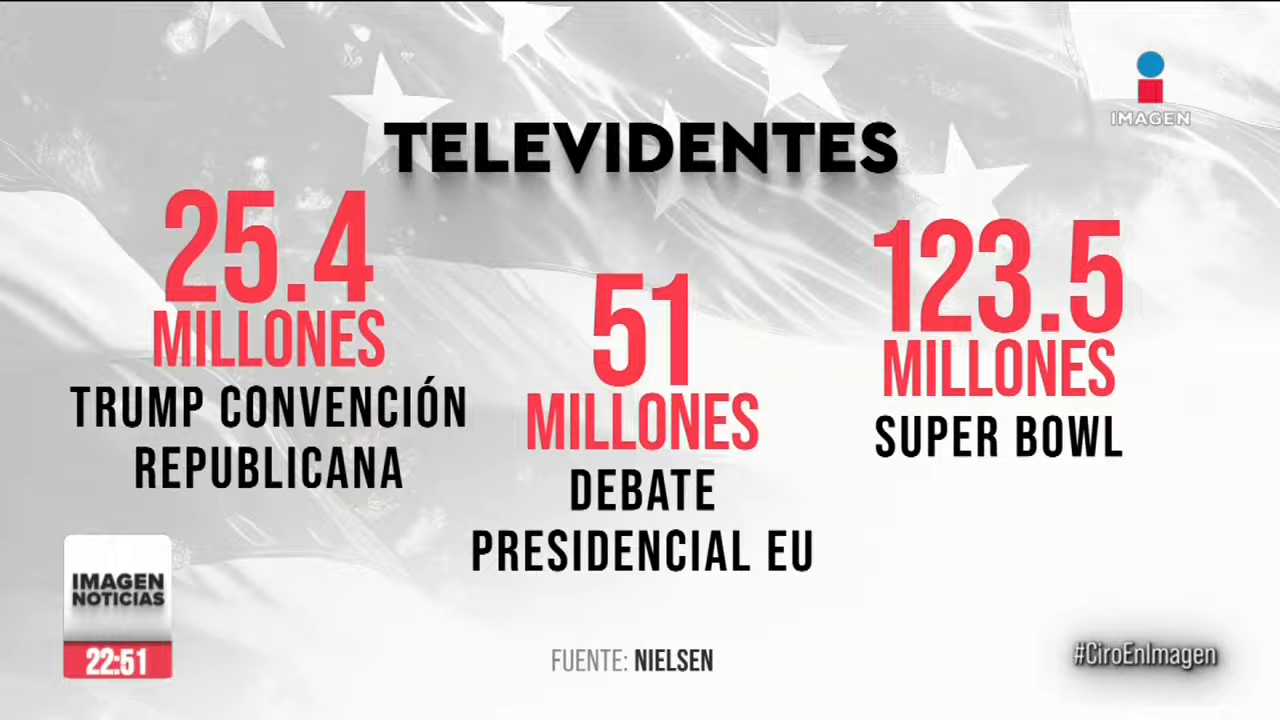 IMAGEN
TELEVIDENTES
25.4
MILLONES
TRUMP CONVENCIÓN
REPUBLICANA
51
MILLONES
DEBATE
PRESIDENCIAL EU
123.5
MILLONES
SUPER BOWL
IMAGEN
NOTICIAS
22:51
FUENTE: NIELSEN
#CiroEnImagen